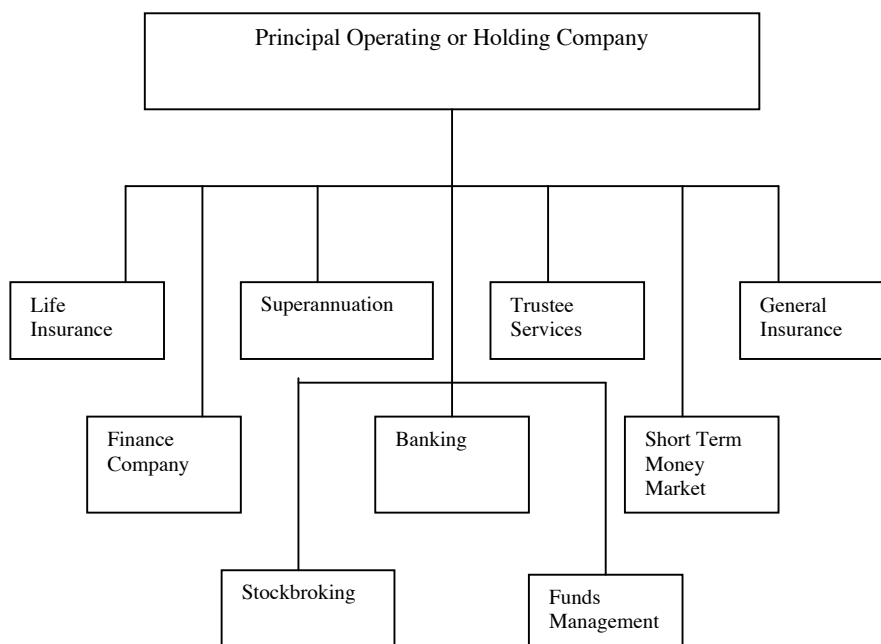 Principal Operating or Holding Company
Life
Insurance
Superannuation
Trustee
Services
General
Insurance
Finance
Company
Banking
Short Term
Money
Market
Stockbroking
Funds
Management